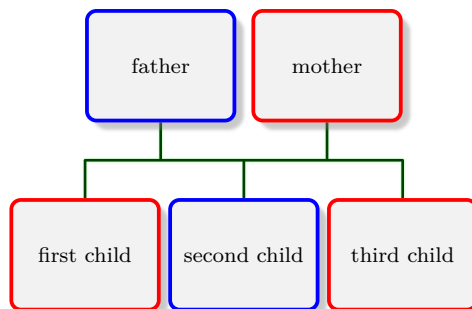 father
mother
first child
second child
third child